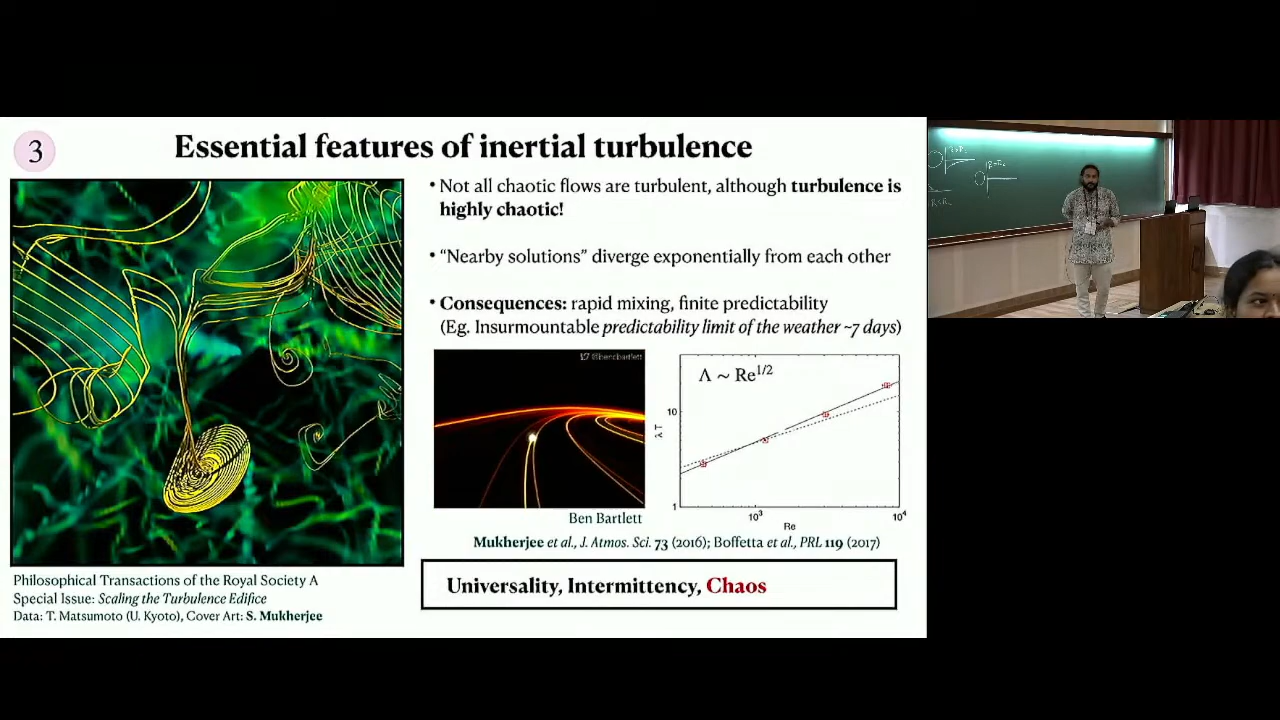 3
Essential features of inertial turbulence
• Not all chaotic flows are turbulent, although turbulence is
highly chaotic!
• “Nearby solutions” diverge exponentially from each other
• Consequences: rapid mixing, finite predictability
(Eg. Insurmountable predictability limit of the weather ~7 days)
Λ ~ Re^1/2
10
λ T
1
10^3
10^4
Re
Ben Bartlett
Mukherjee et al., J. Atmos. Sci. 73 (2016); Boffetta et al., PRL 119 (2017)
Universality, Intermittency, Chaos
Philosophical Transactions of the Royal Society A
Special Issue: Scaling the Turbulence Edifice
Data: T. Matsumoto (U. Kyoto), Cover Art: S. Mukherjee